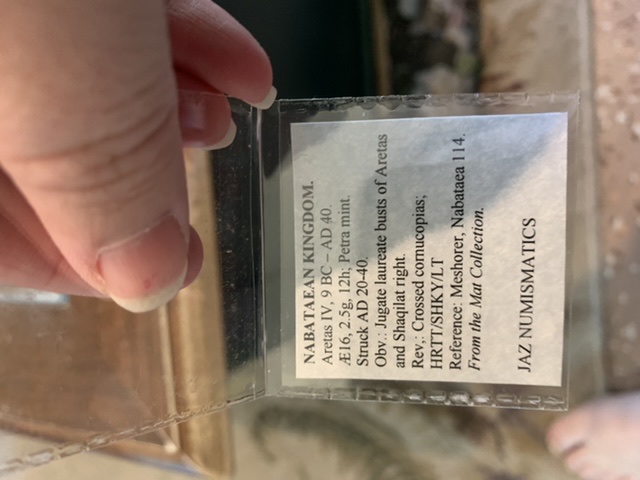 NABATAEAN KINGDOM.
Aretas IV, 9 BC – AD 40.
Æ16, 2.5g, 12h; Petra mint.
Struck AD 20-40.
Obv.: Jugate laureate busts of Aretas
and Shaqilat right.
Rev,: Crossed cornucopias;
HRTT/SHKY/LT
Reference: Meshorer, Nabataea 114.
From the Mat Collection.
JAZ NUMISMATICS